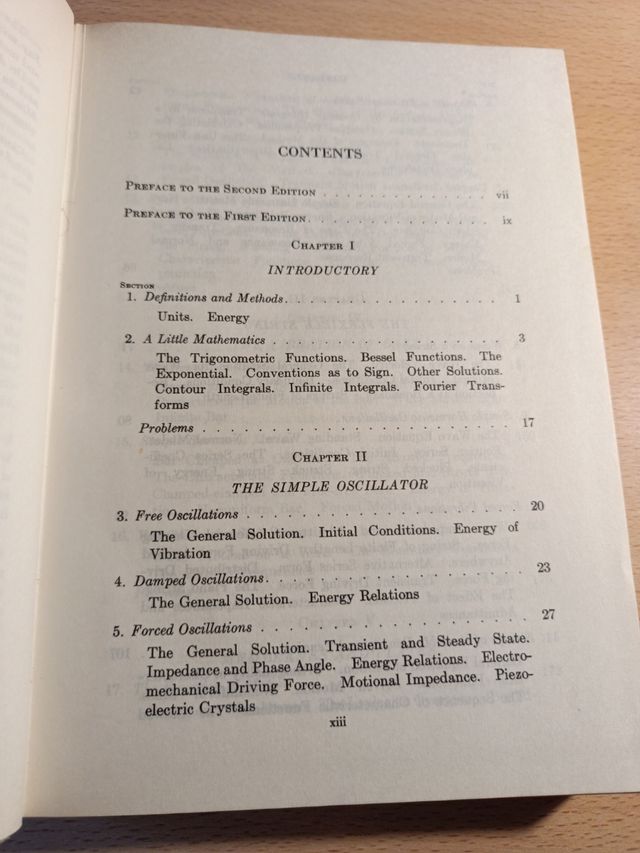 CONTENTS
PREFACE TO THE SECOND EDITION . . . . . . . . . . . . . vii
PREFACE TO THE FIRST EDITION. . . . . . . . . . . . . . ix
CHAPTER I
INTRODUCTORY
SECTION
1. Definitions and Methods. . . . . . . . . . . . . . . . 1
Units. Energy
2. A Little Mathematics . . . . . . . . . . . . . . . . . 3
The Trigonometric Functions. Bessel Functions. The
Exponential. Conventions as to Sign. Other Solutions.
Contour Integrals. Infinite Integrals. Fourier Trans-
forms
Problems . . . . . . . . . . . . . . . . . . . . . . 17
CHAPTER II
THE SIMPLE OSCILLATOR
3. Free Oscillations . . . . . . . . . . . . . . . . . . 20
The General Solution. Initial Conditions. Energy of
Vibration
4. Damped Oscillations. . . . . . . . . . . . . . . . . . 23
The General Solution. Energy Relations
5. Forced Oscillations . . . . . . . . . . . . . . . . . 27
The General Solution. Transient and Steady State.
Impedance and Phase Angle. Energy Relations. Electro-
mechanical Driving Force. Motional Impedance. Piezo-
electric Crystals
xiii